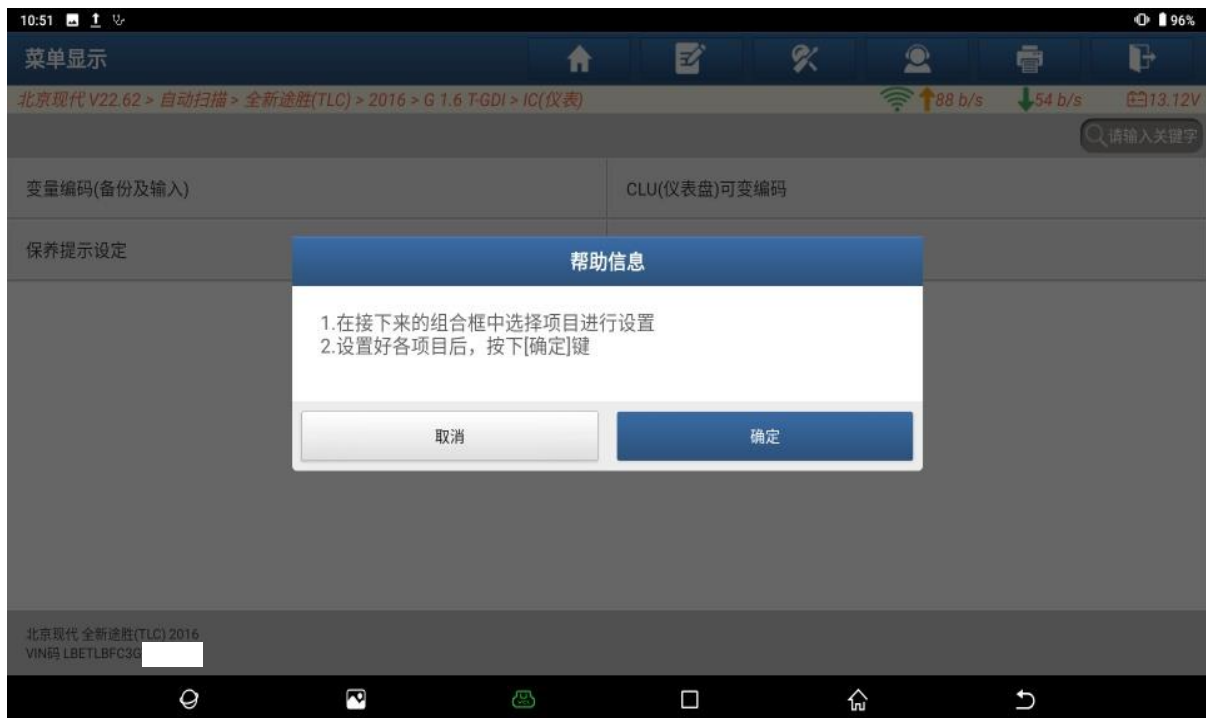 10:51
96%
菜单显示
北京现代 V22.62 > 自动扫描 > 全新途胜(TLC) > 2016 > G 1.6 T-GDI > IC(仪表)
88 b/s
54 b/s
13.12V
请输入关键字
变量编码(备份及输入)
CLU(仪表盘)可变编码
保养提示设定
帮助信息
1.在接下来的组合框中选择项目进行设置
2.设置好各项目后，按下[确定]键
取消
确定
北京现代 全新途胜(TLC) 2016
VIN码 LBETLBFC3G